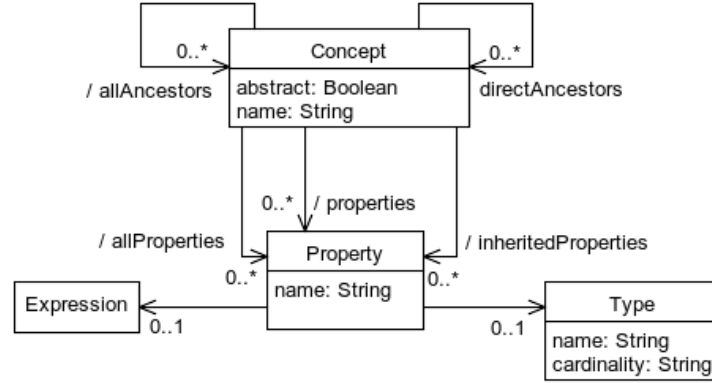 0..* Concept 0..*
/ allAncestors abstract: Boolean directAncestors
name: String
0..* / properties
/ allProperties / inheritedProperties
Property
0..* 0..*
name: String
Expression Type
0..1 0..1
name: String
cardinality: String